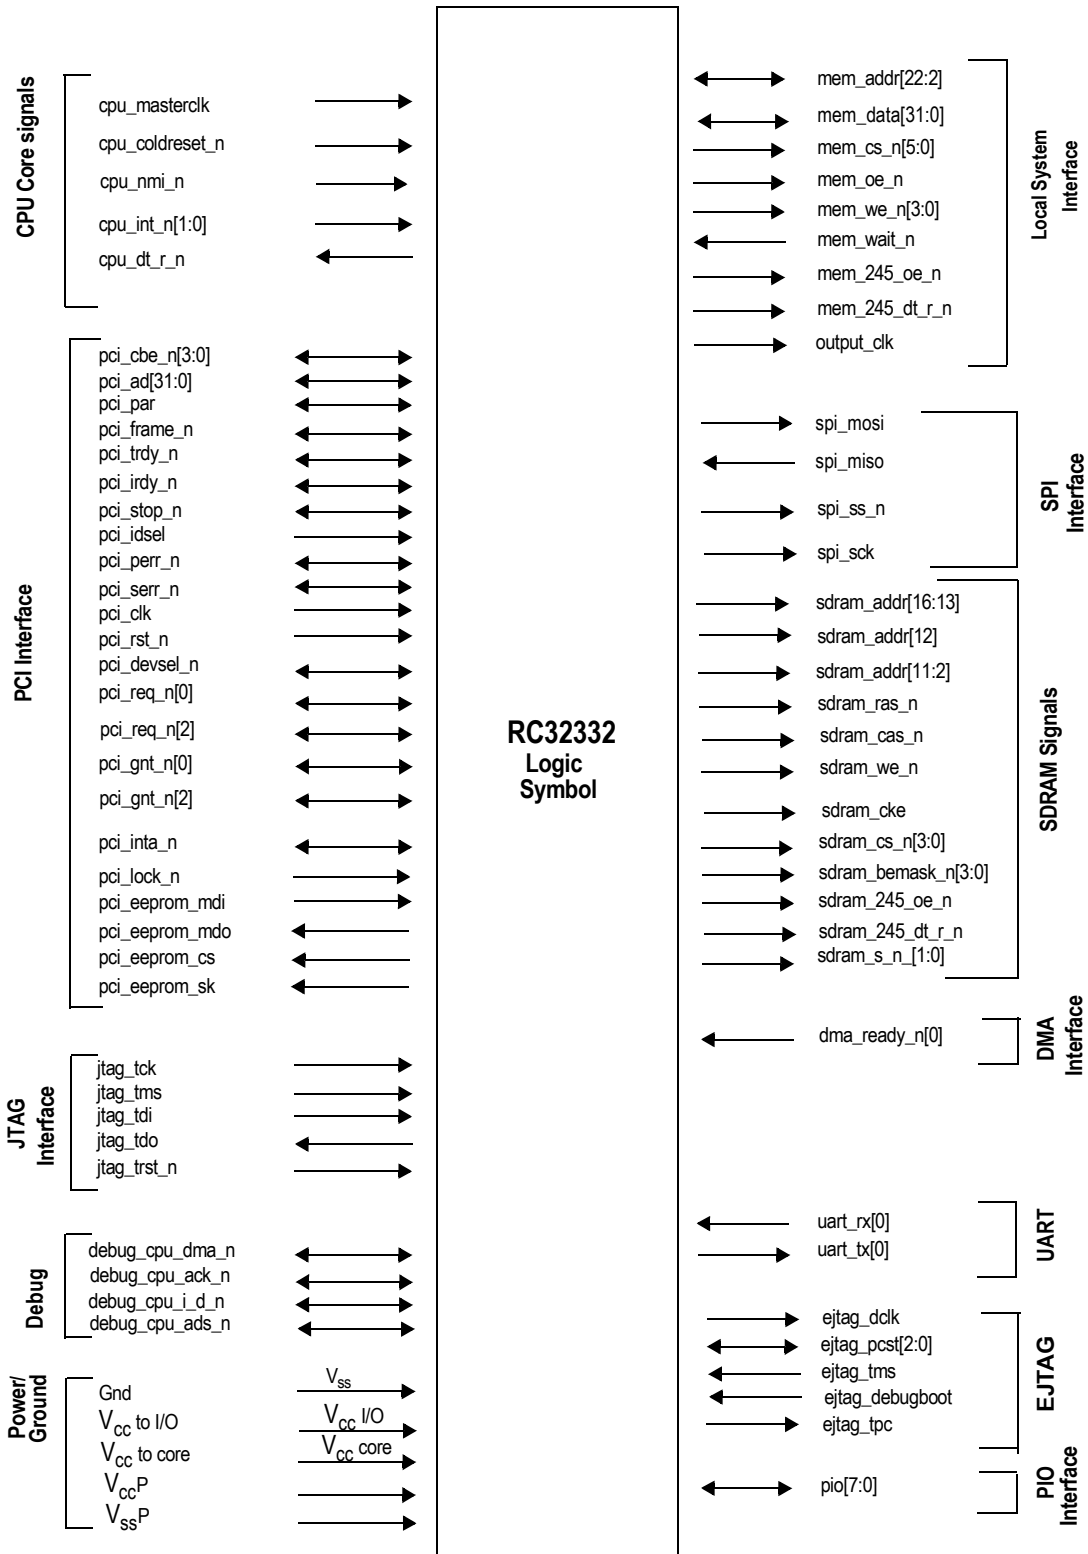 CPU Core signals
cpu_masterclk
cpu_coldreset_n
cpu_nmi_n
cpu_int_n[1:0]
cpu_dt_r_n
PCI Interface
pci_cbe_n[3:0]
pci_ad[31:0]
pci_par
pci_frame_n
pci_trdy_n
pci_irdy_n
pci_stop_n
pci_idsel
pci_perr_n
pci_serr_n
pci_clk
pci_rst_n
pci_devsel_n
pci_req_n[0]
pci_req_n[2]
pci_gnt_n[0]
pci_gnt_n[2]
pci_inta_n
pci_lock_n
pci_eeprom_mdi
pci_eeprom_mdo
pci_eeprom_cs
pci_eeprom_sk
JTAG
Interface
jtag_tck
jtag_tms
jtag_tdi
jtag_tdo
jtag_trst_n
Debug
debug_cpu_dma_n
debug_cpu_ack_n
debug_cpu_i_d_n
debug_cpu_ads_n
Power/
Ground
Gnd
Vss
Vcc to I/O
Vcc I/O
Vcc to core
Vcc core
VccP
VssP
RC32332
Logic
Symbol
Local System
Interface
mem_addr[22:2]
mem_data[31:0]
mem_cs_n[5:0]
mem_oe_n
mem_we_n[3:0]
mem_wait_n
mem_245_oe_n
mem_245_dt_r_n
output_clk
SPI
Interface
spi_mosi
spi_miso
spi_ss_n
spi_sck
SDRAM Signals
sdram_addr[16:13]
sdram_addr[12]
sdram_addr[11:2]
sdram_ras_n
sdram_cas_n
sdram_we_n
sdram_cke
sdram_cs_n[3:0]
sdram_bemask_n[3:0]
sdram_245_oe_n
sdram_245_dt_r_n
sdram_s_n_[1:0]
DMA
Interface
dma_ready_n[0]
UART
uart_rx[0]
uart_tx[0]
EJTAG
ejtag_dclk
ejtag_pcst[2:0]
ejtag_tms
ejtag_debugboot
ejtag_tpc
PIO
Interface
pio[7:0]